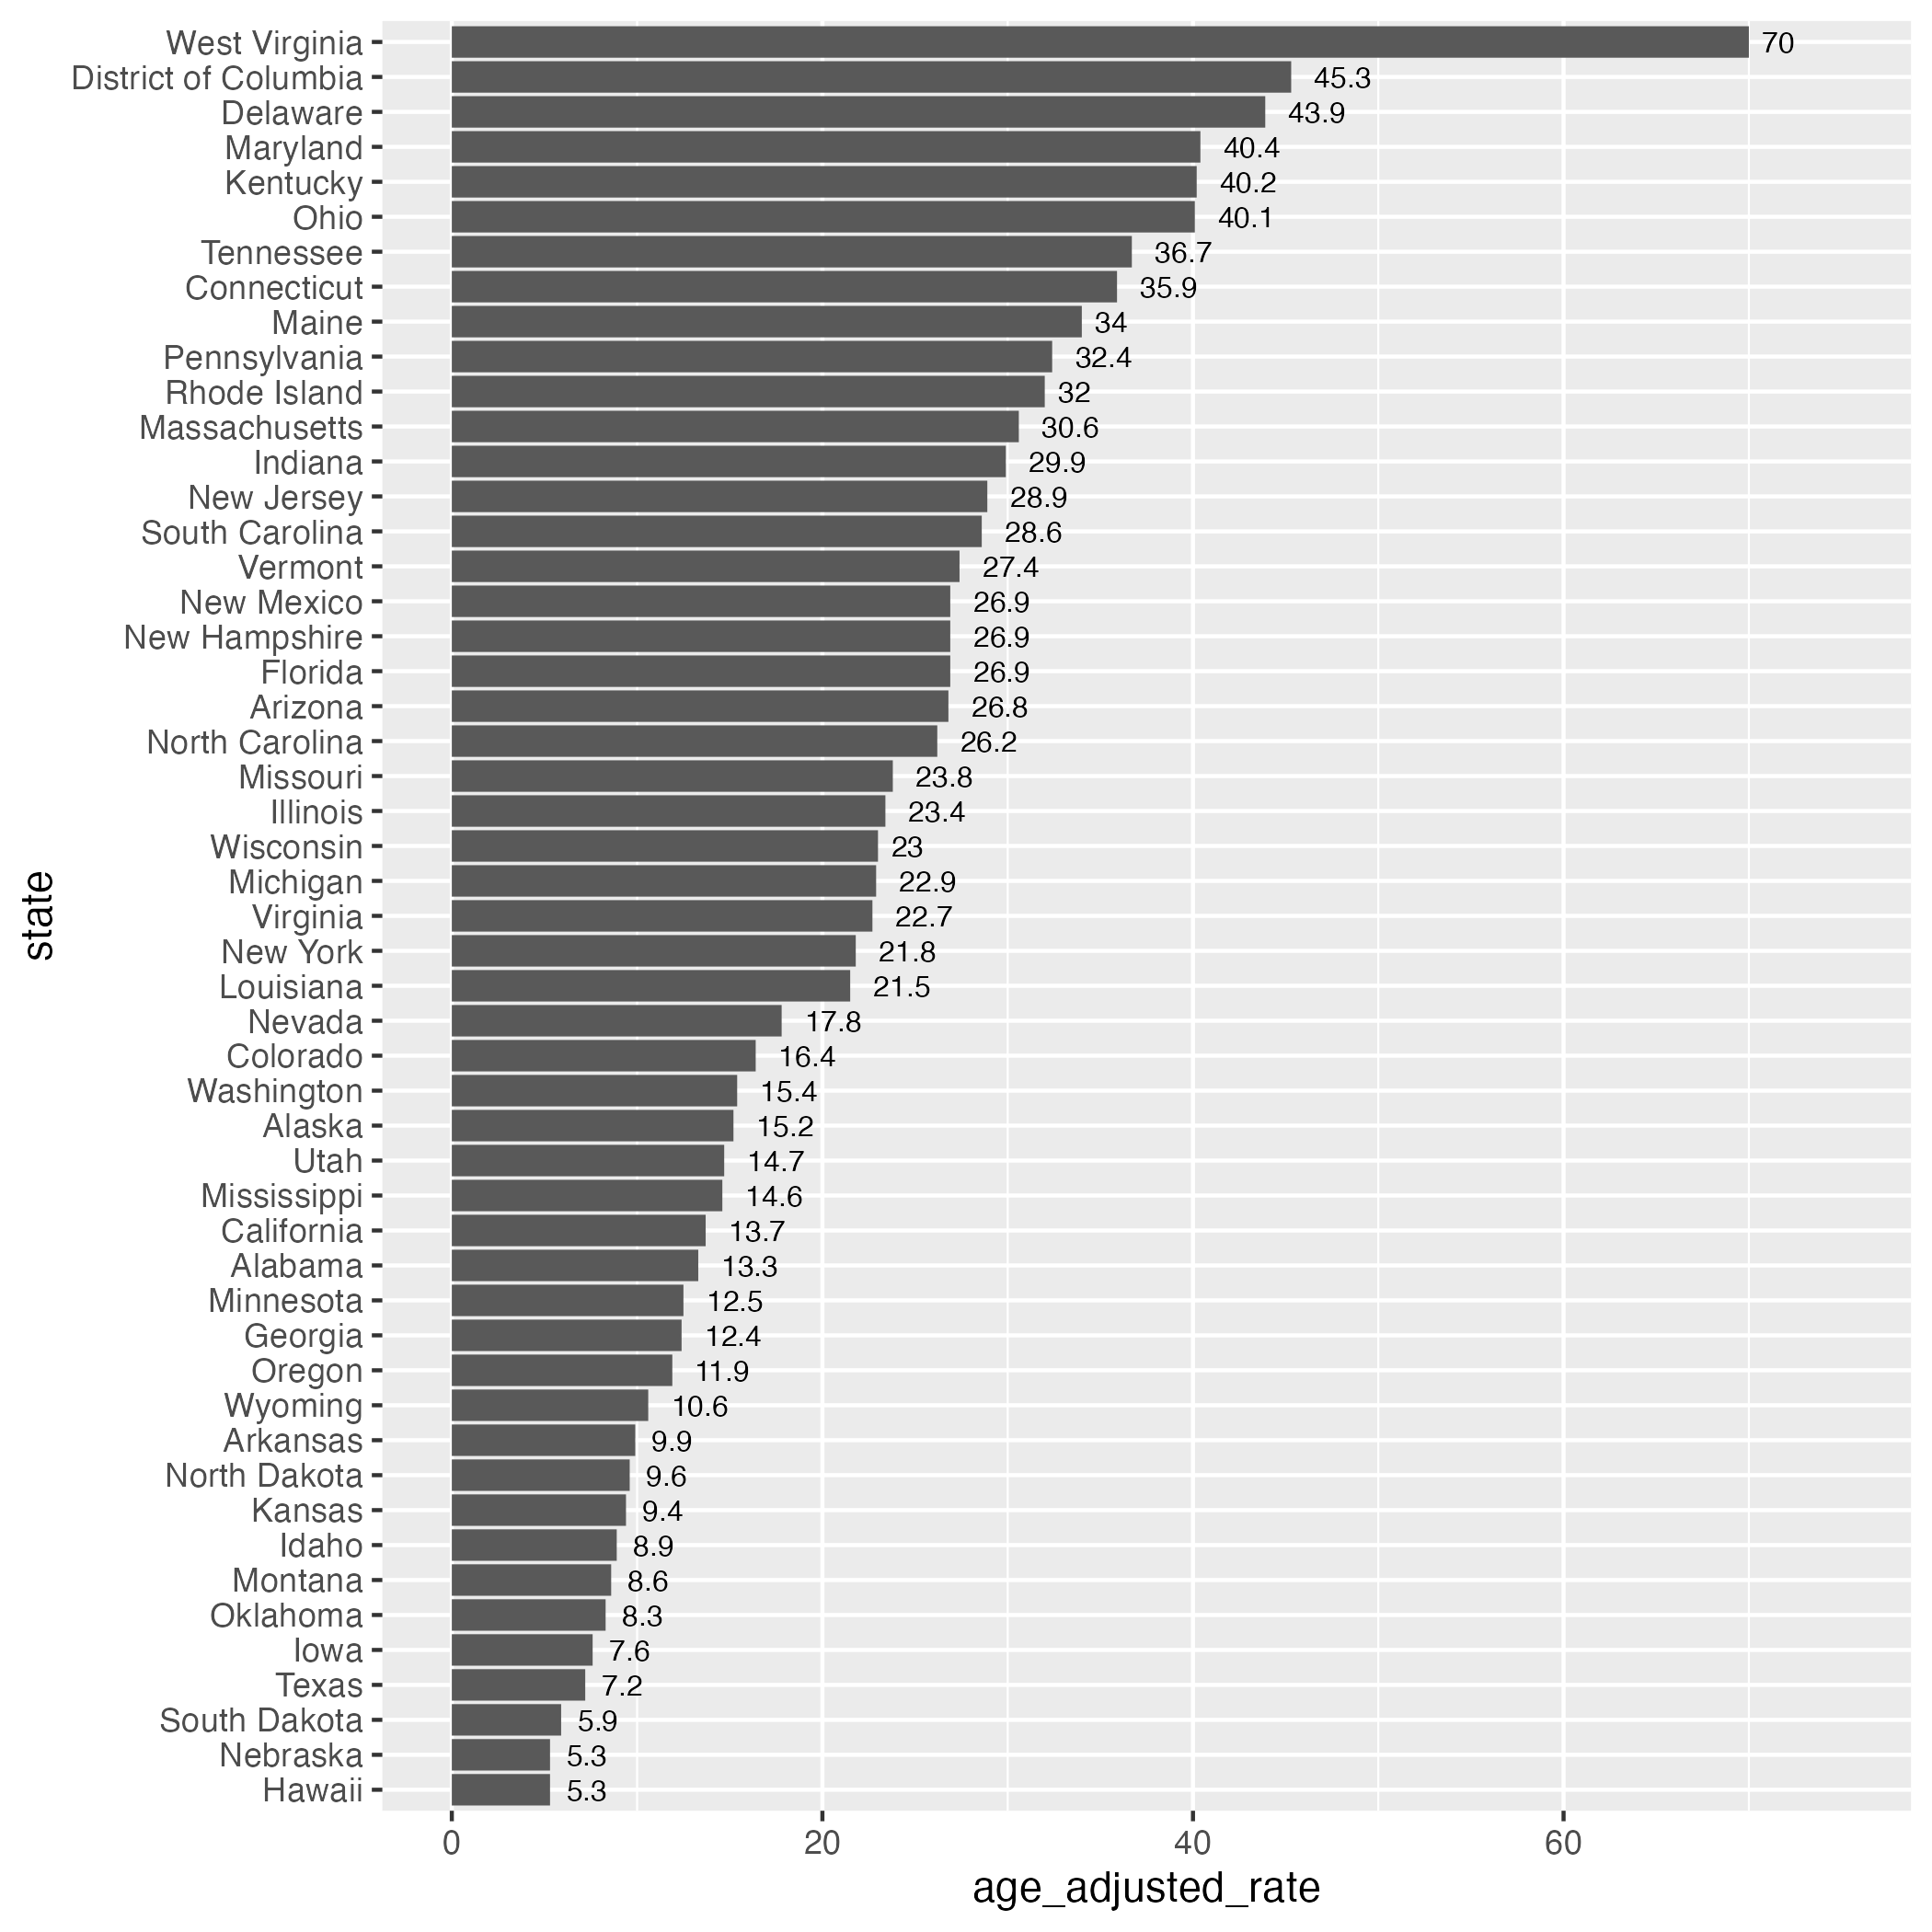 West Virginia 70
District of Columbia 45.3
Delaware 43.9
Maryland 40.4
Kentucky 40.2
Ohio 40.1
Tennessee 36.7
Connecticut 35.9
Maine 34
Pennsylvania 32.4
Rhode Island 32
Massachusetts 30.6
Indiana 29.9
New Jersey 28.9
South Carolina 28.6
Vermont 27.4
New Mexico 26.9
New Hampshire 26.9
Florida 26.9
Arizona 26.8
North Carolina 26.2
Missouri 23.8
Illinois 23.4
Wisconsin 23
Michigan 22.9
Virginia 22.7
New York 21.8
Louisiana 21.5
Nevada 17.8
Colorado 16.4
Washington 15.4
Alaska 15.2
Utah 14.7
Mississippi 14.6
California 13.7
Alabama 13.3
Minnesota 12.5
Georgia 12.4
Oregon 11.9
Wyoming 10.6
Arkansas 9.9
North Dakota 9.6
Kansas 9.4
Idaho 8.9
Montana 8.6
Oklahoma 8.3
Iowa 7.6
Texas 7.2
South Dakota 5.9
Nebraska 5.3
Hawaii 5.3
state
0 20 40 60
age_adjusted_rate